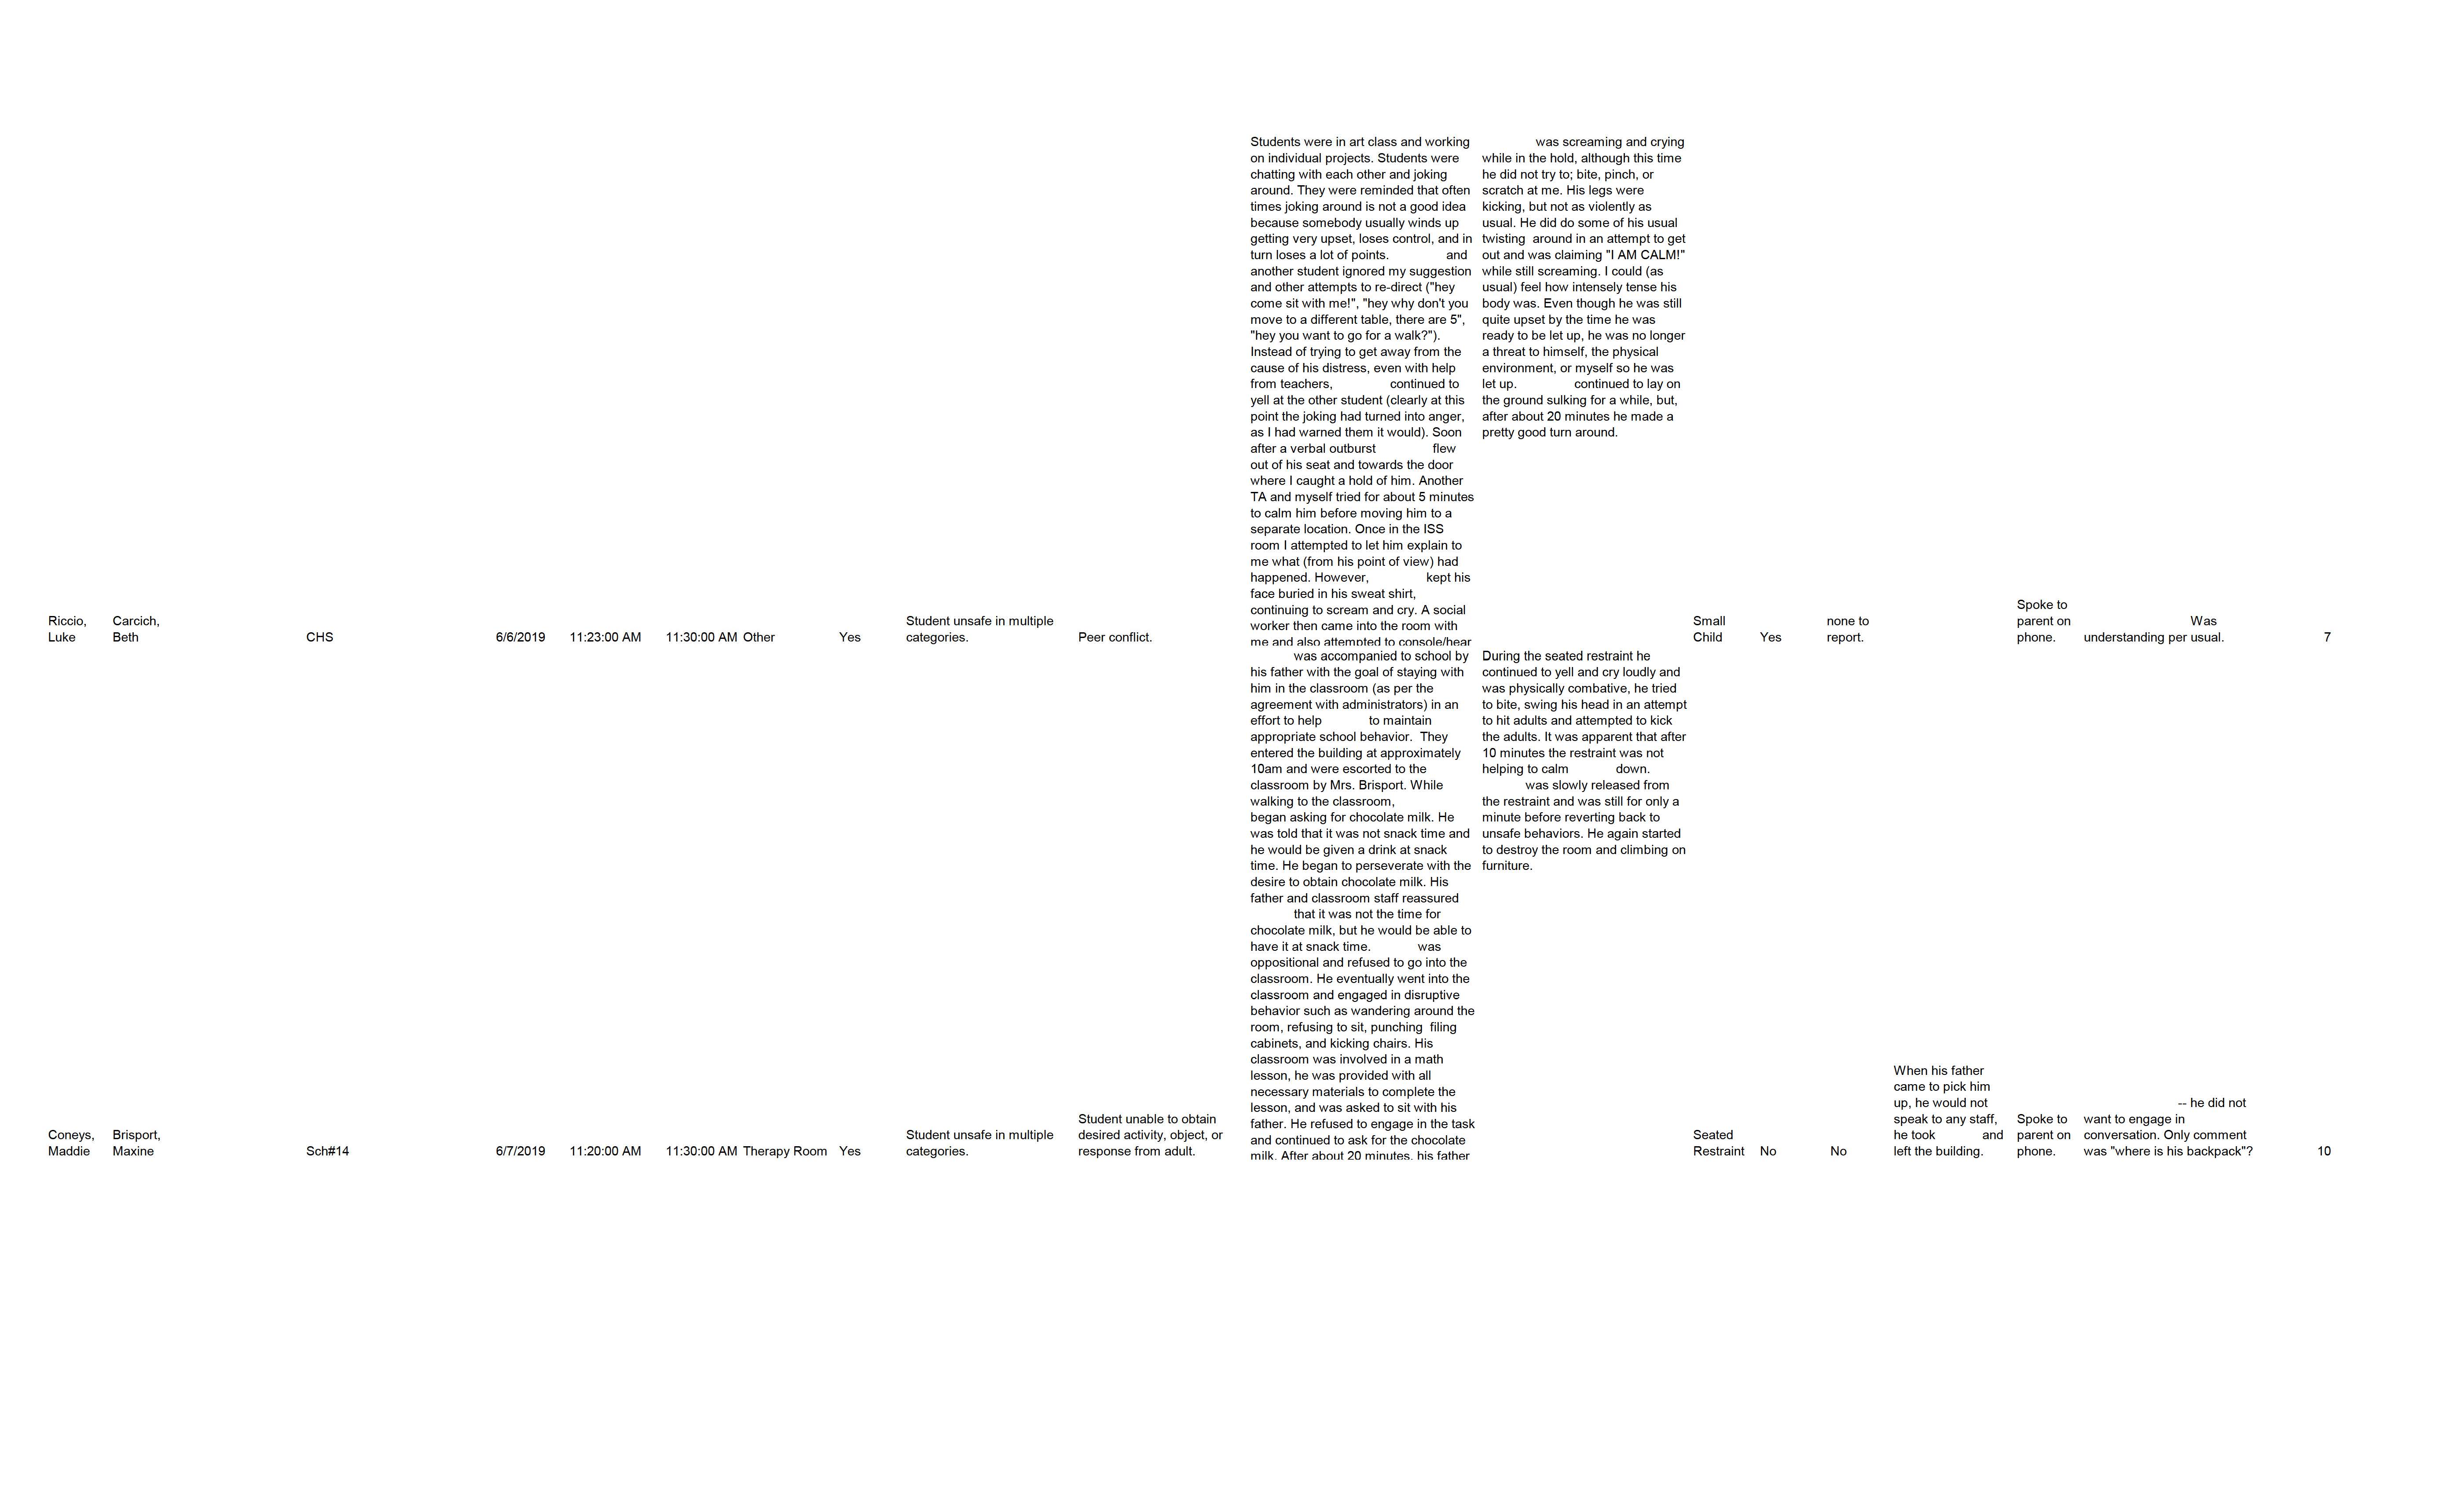 Riccio,
Luke
Carcich,
Beth
CHS
6/6/2019
11:23:00 AM
11:30:00 AM
Other
Yes
Student unsafe in multiple
categories.
Peer conflict.
Students were in art class and working
on individual projects. Students were
chatting with each other and joking
around. They were reminded that often
times joking around is not a good idea
because somebody usually winds up
getting very upset, loses control, and in
turn loses a lot of points. and
another student ignored my suggestion
and other attempts to re-direct ("hey
come sit with me!", "hey why don't you
move to a different table, there are 5",
"hey you want to go for a walk?").
Instead of trying to get away from the
cause of his distress, even with help
from teachers, continued to
yell at the other student (clearly at this
point the joking had turned into anger,
as I had warned them it would). Soon
after a verbal outburst flew
out of his seat and towards the door
where I caught a hold of him. Another
TA and myself tried for about 5 minutes
to calm him before moving him to a
separate location. Once in the ISS
room I attempted to let him explain to
me what (from his point of view) had
happened. However, kept his
face buried in his sweat shirt,
continuing to scream and cry. A social
worker then came into the room with
me and also attempted to console/hear
was screaming and crying
while in the hold, although this time
he did not try to; bite, pinch, or
scratch at me. His legs were
kicking, but not as violently as
usual. He did do some of his usual
twisting around in an attempt to get
out and was claiming "I AM CALM!"
while still screaming. I could (as
usual) feel how intensely tense his
body was. Even though he was still
quite upset by the time he was
ready to be let up, he was no longer
a threat to himself, the physical
environment, or myself so he was
let up. continued to lay on
the ground sulking for a while, but,
after about 20 minutes he made a
pretty good turn around.
Small
Child
Yes
none to
report.
Spoke to
parent on
phone.
Was
understanding per usual.
7
Coneys,
Maddie
Brisport,
Maxine
Sch#14
6/7/2019
11:20:00 AM
11:30:00 AM
Therapy Room
Yes
Student unsafe in multiple
categories.
Student unable to obtain
desired activity, object, or
response from adult.
was accompanied to school by
his father with the goal of staying with
him in the classroom (as per the
agreement with administrators) in an
effort to help to maintain
appropriate school behavior. They
entered the building at approximately
10am and were escorted to the
classroom by Mrs. Brisport. While
walking to the classroom,
began asking for chocolate milk. He
was told that it was not snack time and
he would be given a drink at snack
time. He began to perseverate with the
desire to obtain chocolate milk. His
father and classroom staff reassured
that it was not the time for
chocolate milk, but he would be able to
have it at snack time. was
oppositional and refused to go into the
classroom. He eventually went into the
classroom and engaged in disruptive
behavior such as wandering around the
room, refusing to sit, punching filing
cabinets, and kicking chairs. His
classroom was involved in a math
lesson, he was provided with all
necessary materials to complete the
lesson, and was asked to sit with his
father. He refused to engage in the task
and continued to ask for the chocolate
milk. After about 20 minutes, his father
During the seated restraint he
continued to yell and cry loudly and
was physically combative, he tried
to bite, swing his head in an attempt
to hit adults and attempted to kick
the adults. It was apparent that after
10 minutes the restraint was not
helping to calm down.
was slowly released from
the restraint and was still for only a
minute before reverting back to
unsafe behaviors. He again started
to destroy the room and climbing on
furniture.
Seated
Restraint
No
No
When his father
came to pick him
up, he would not
speak to any staff,
he took and
left the building.
Spoke to
parent on
phone.
-- he did not
want to engage in
conversation. Only comment
was "where is his backpack"?
10